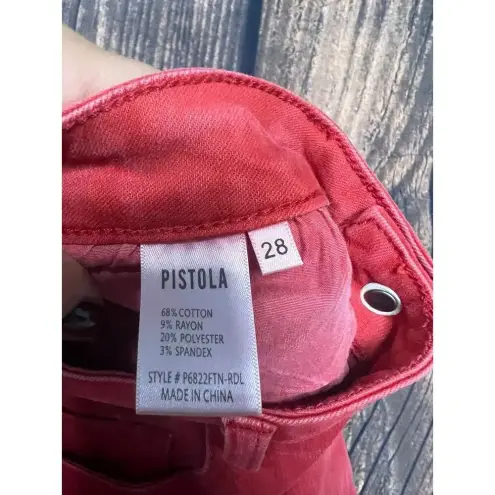 28
PISTOLA
68% COTTON
9% RAYON
20% POLYESTER
3% SPANDEX
STYLE # P6822FTN-RDL
MADE IN CHINA